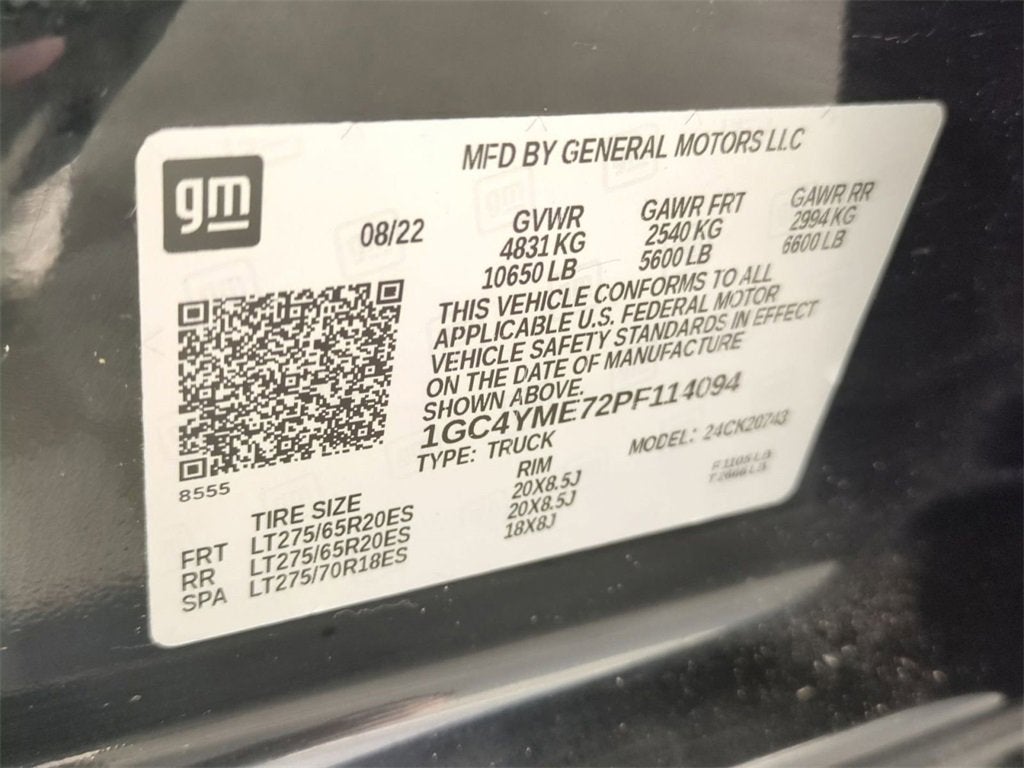 gm
MFD BY GENERAL MOTORS LLC
08/22
GVWR
4831 KG
10650 LB
GAWR FRT
2540 KG
5600 LB
GAWR RR
2994 KG
6600 LB
THIS VEHICLE CONFORMS TO ALL
APPLICABLE U.S. FEDERAL MOTOR
VEHICLE SAFETY STANDARDS IN EFFECT
ON THE DATE OF MANUFACTURE
SHOWN ABOVE.
1GC4YME72PF114094
TYPE: TRUCK
MODEL: 24CK20743
8555
TIRE SIZE
RIM
FRT LT275/65R20ES 20X8.5J
RR LT275/65R20ES 20X8.5J
SPA LT275/70R18ES 18X8J